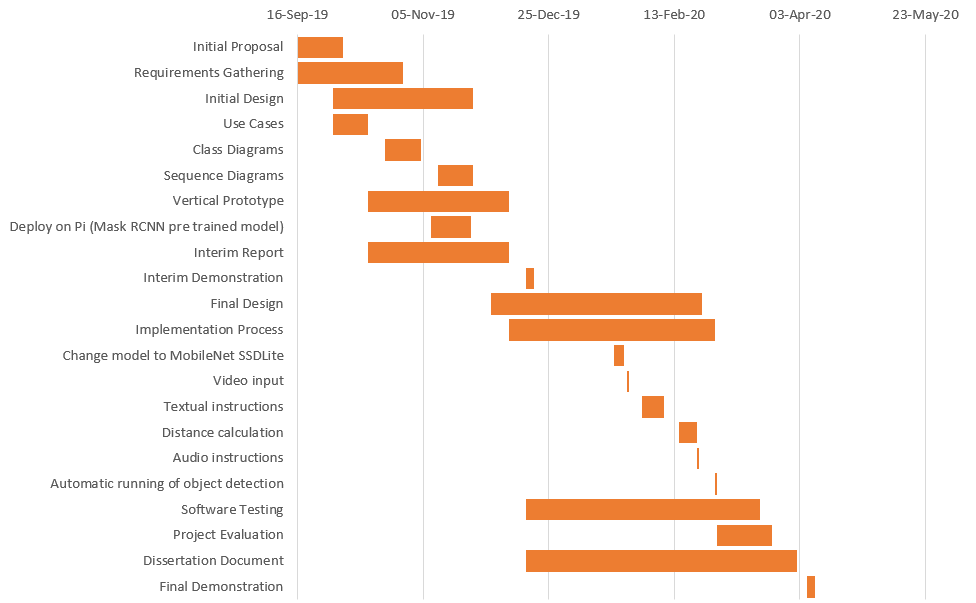 16-Sep-19 05-Nov-19 25-Dec-19 13-Feb-20 03-Apr-20 23-May-20
Initial Proposal
Requirements Gathering
Initial Design
Use Cases
Class Diagrams
Sequence Diagrams
Vertical Prototype
Deploy on Pi (Mask RCNN pre trained model)
Interim Report
Interim Demonstration
Final Design
Implementation Process
Change model to MobileNet SSDLite
Video input
Textual instructions
Distance calculation
Audio instructions
Automatic running of object detection
Software Testing
Project Evaluation
Dissertation Document
Final Demonstration